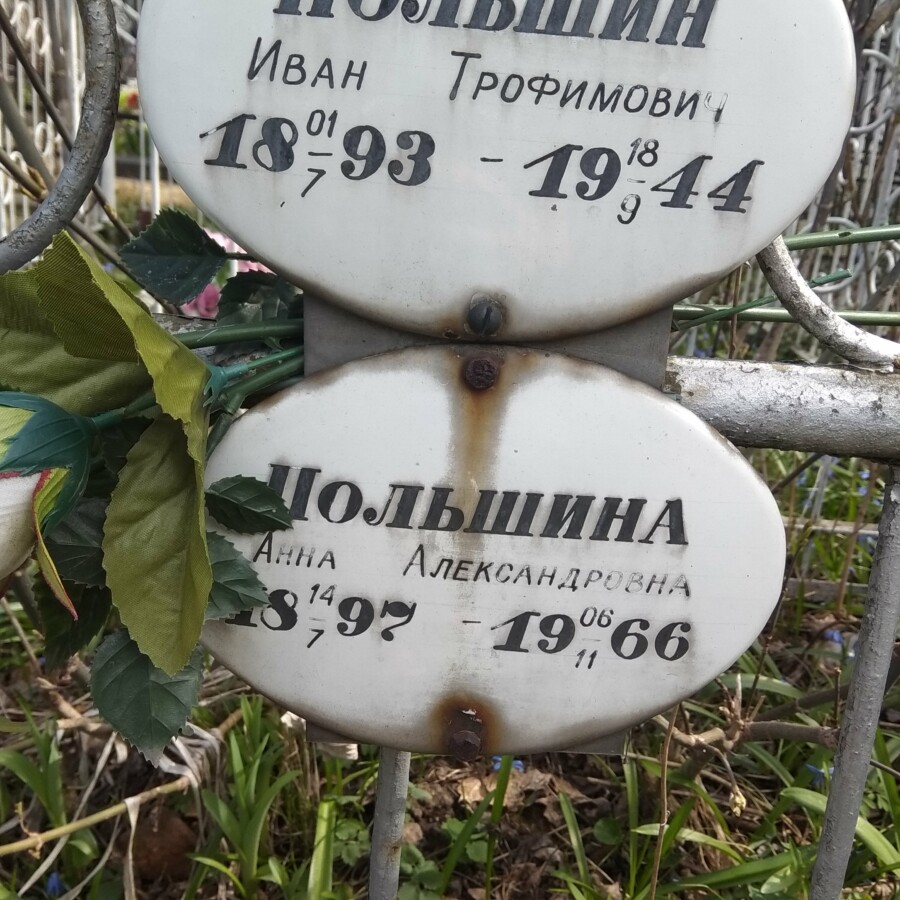 Польшин
Иван Трофимович
18 01/7 93 - 19 18/9 44
Польшина
Анна Александровна
18 14/7 97 - 19 06/11 66